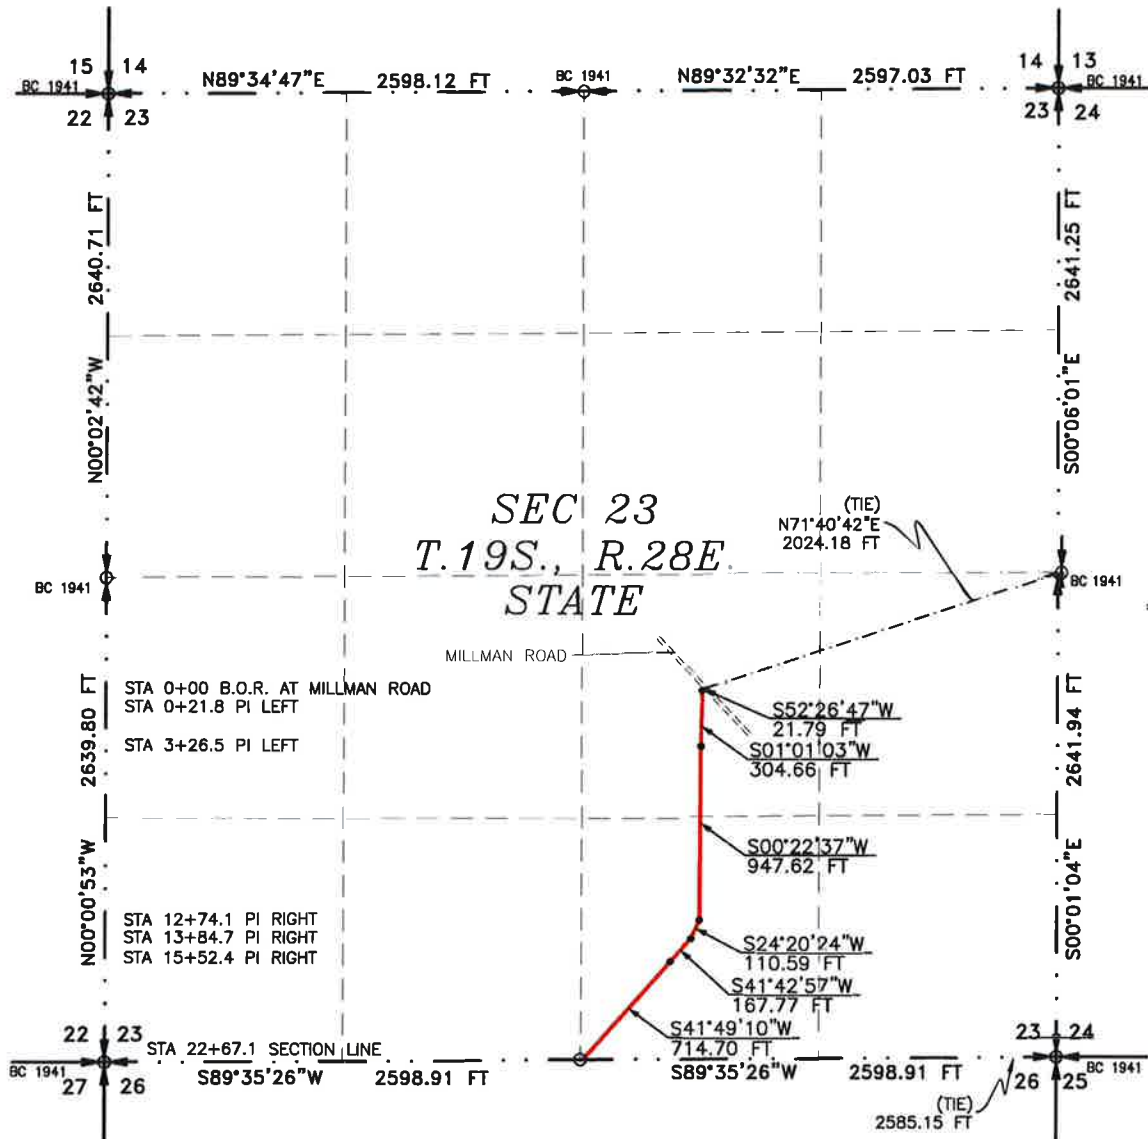 15 14
BC 1941
22 23
N89°34'47"E 2598.12 FT
BC 1941
N89°32'32"E 2597.03 FT
14 13
BC 1941
23 24
2640.71 FT
N00°02'42"W
2641.25 FT
S00°06'01"E
SEC 23
T.19S., R.28E.
STATE
(TIE)
N71°40'42"E
2024.18 FT
BC 1941
BC 1941
MILLMAN ROAD
STA 0+00 B.O.R. AT MILLMAN ROAD
STA 0+21.8 PI LEFT
STA 3+26.5 PI LEFT
S52°26'47"W
21.79 FT
S01°01'03"W
304.66 FT
2639.80 FT
N00°00'53"W
2641.94 FT
S00°01'04"E
S00°22'37"W
947.62 FT
STA 12+74.1 PI RIGHT
STA 13+84.7 PI RIGHT
STA 15+52.4 PI RIGHT
S24°20'24"W
110.59 FT
S41°42'57"W
167.77 FT
S41°49'10"W
714.70 FT
22 23
STA 22+67.1 SECTION LINE
BC 1941
27 26
S89°35'26"W 2598.91 FT
S89°35'26"W 2598.91 FT
23 24
BC 1941
26 25
(TIE)
2585.15 FT